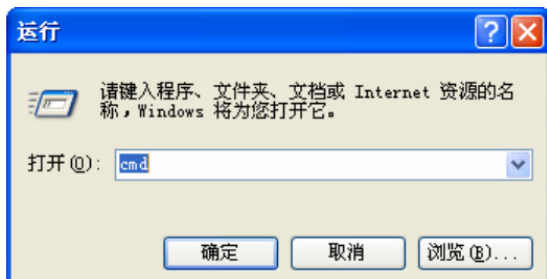 运行
请键入程序、文件夹、文档或 Internet 资源的名
称，Windows 将为您打开它。
打开(O): cmd
确定 取消 浏览(B)...